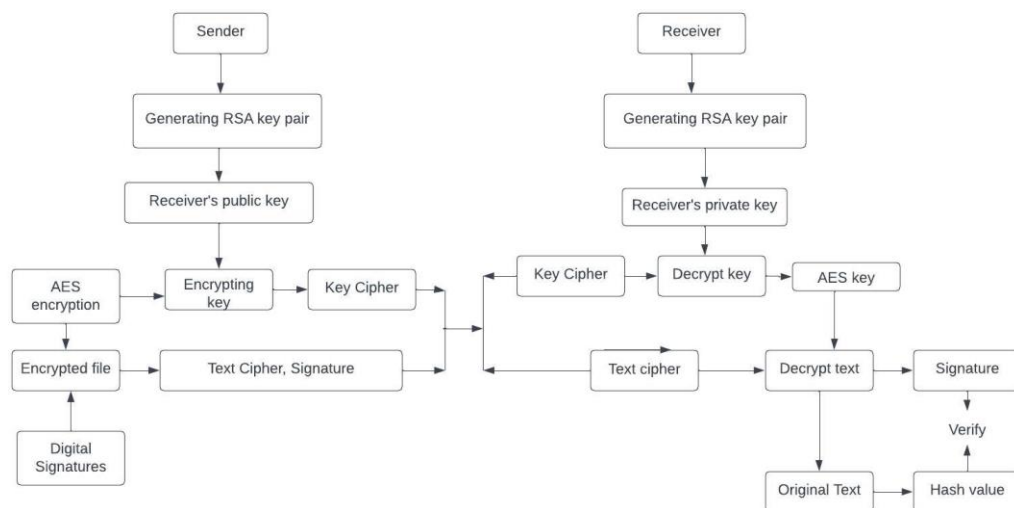 Sender
Receiver
Generating RSA key pair
Generating RSA key pair
Receiver's public key
Receiver's private key
AES
encryption
Encrypting
key
Key Cipher
Key Cipher
Decrypt key
AES key
Encrypted file
Text Cipher, Signature
Text cipher
Decrypt text
Signature
Digital
Signatures
Verify
Original Text
Hash value